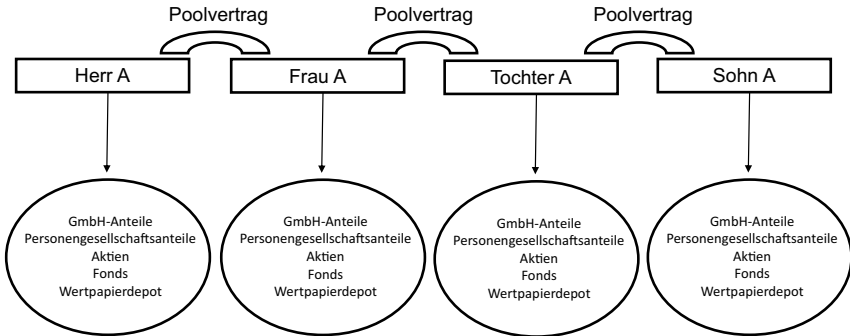 Poolvertrag Poolvertrag Poolvertrag
Herr A Frau A Tochter A Sohn A
GmbH-Anteile
Personengesellschaftsanteile
Aktien
Fonds
Wertpapierdepot
GmbH-Anteile
Personengesellschaftsanteile
Aktien
Fonds
Wertpapierdepot
GmbH-Anteile
Personengesellschaftsanteile
Aktien
Fonds
Wertpapierdepot
GmbH-Anteile
Personengesellschaftsanteile
Aktien
Fonds
Wertpapierdepot